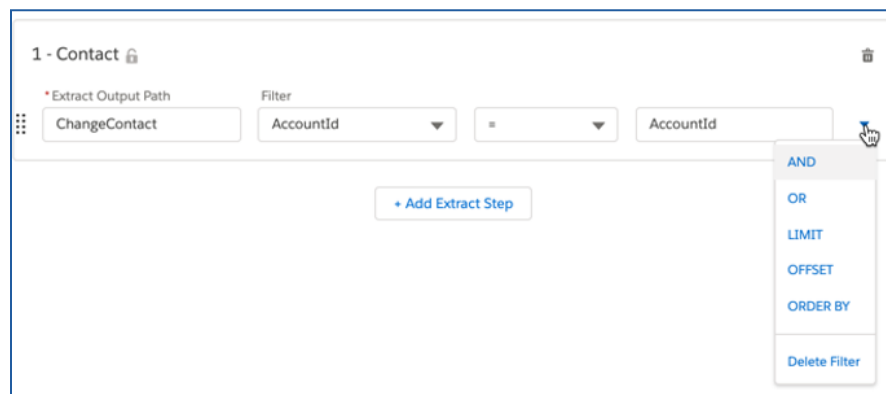 1 - Contact
*Extract Output Path Filter
ChangeContact AccountId = AccountId
AND
+ Add Extract Step OR
LIMIT
OFFSET
ORDER BY
Delete Filter